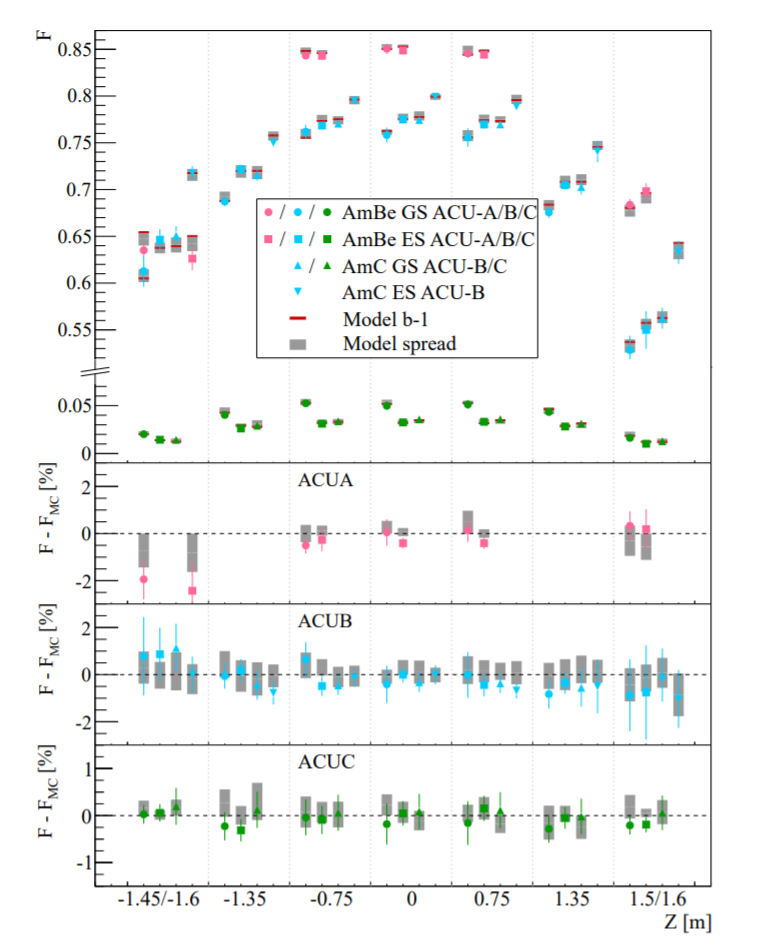 F
0.85
0.8
0.75
0.7
0.65
0.6
0.55
0.05
0
● / ● / ● AmBe GS ACU-A/B/C
■ / ■ / ■ AmBe ES ACU-A/B/C
▲ / ▲ AmC GS ACU-B/C
▼ AmC ES ACU-B
Model b-1
Model spread
F - F_MC [%]
2
0
-2
ACUA
F - F_MC [%]
2
0
-2
ACUB
F - F_MC [%]
1
0
-1
ACUC
-1.45/-1.6 -1.35 -0.75 0 0.75 1.35 1.5/1.6
Z [m]